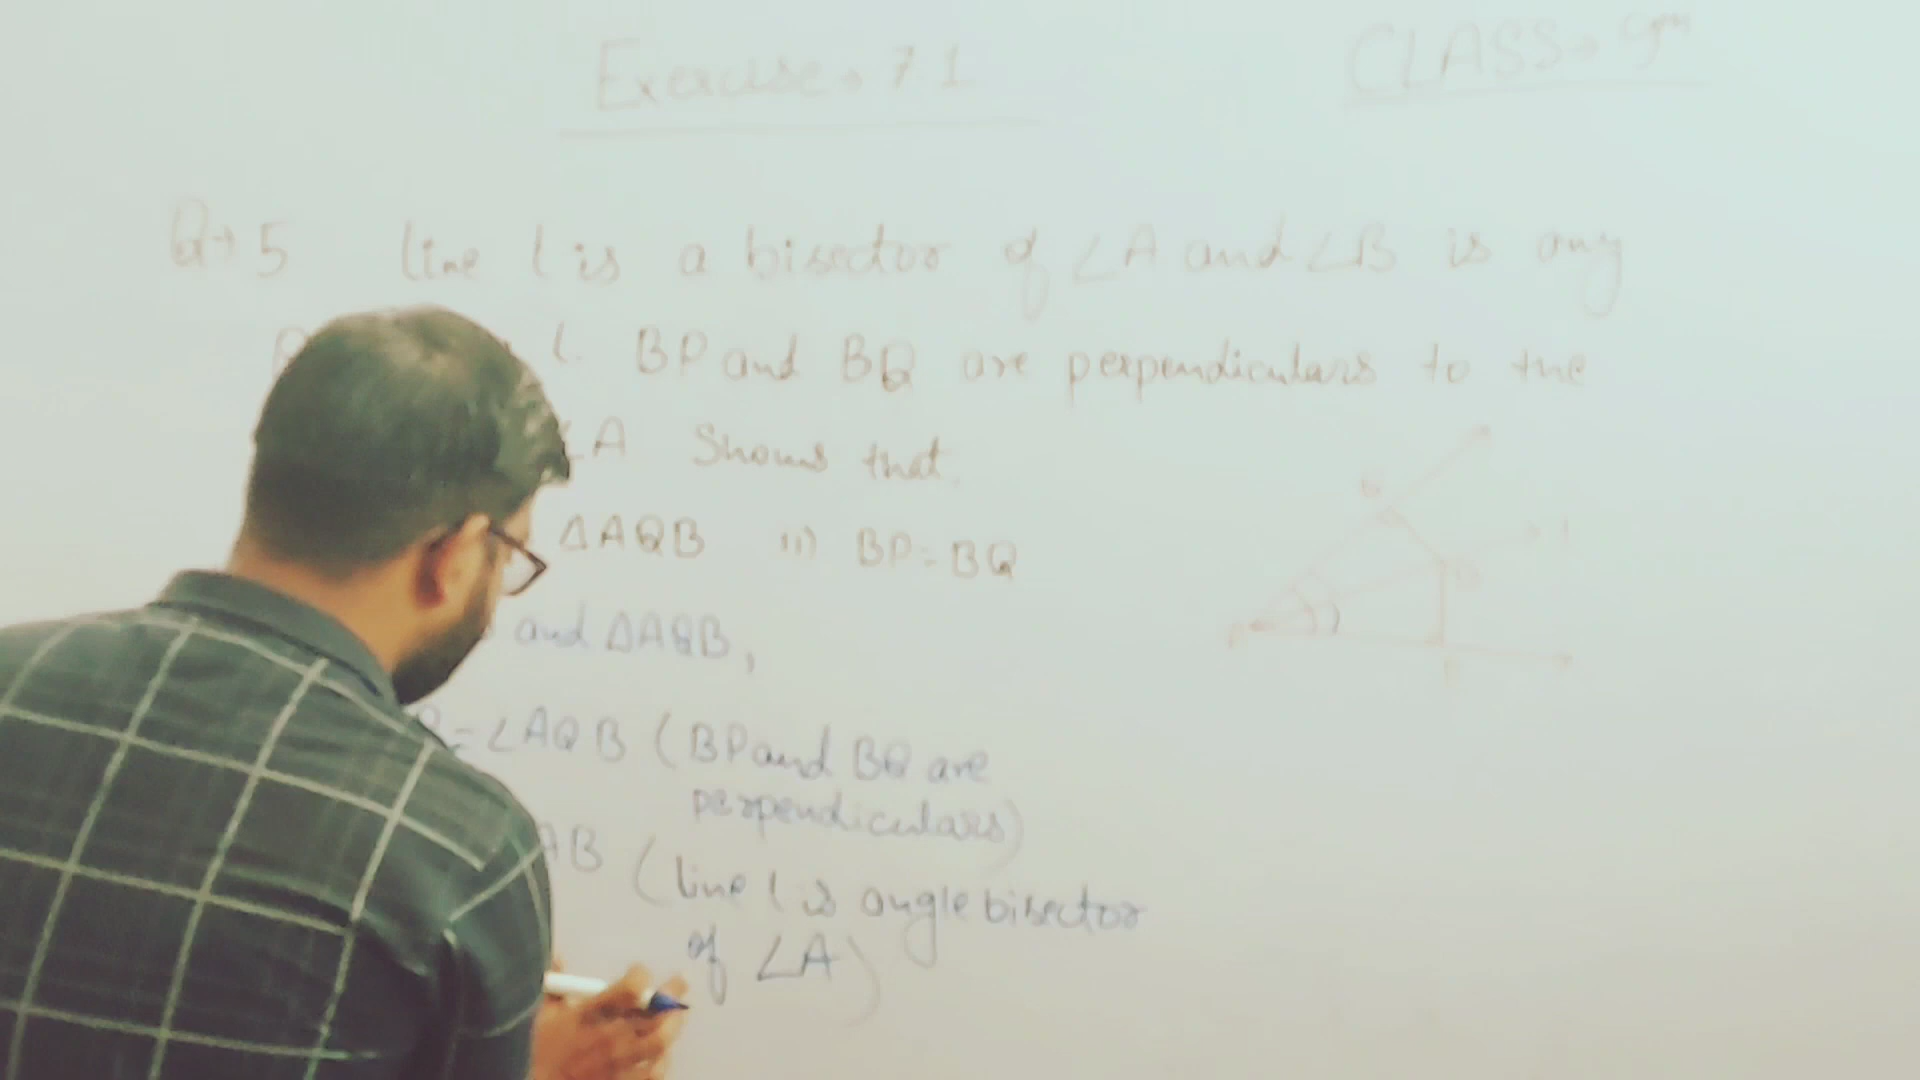 Exercise → 7 1
CLASS → 9th
Q → 5 line l is a bisector of ∠A and ∠B is any
l. BP and BQ are perpendiculars to the
∠A Shows that.
ΔAQB ii) BP = BQ
and ΔAQB,
= ∠AQB (BP and BQ are
perpendiculars)
AB (line l is angle bisector
of ∠A)